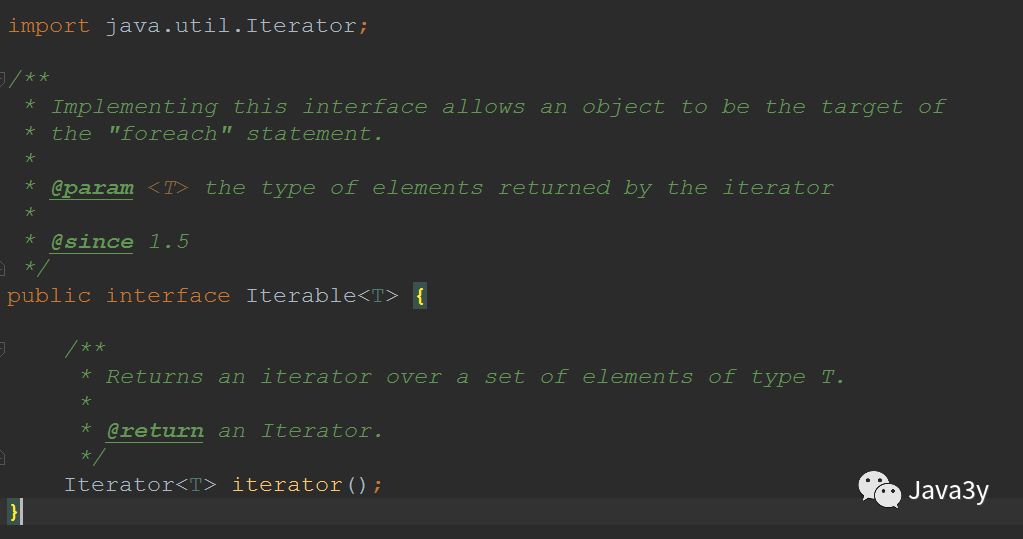 import java.util.Iterator;
/**
* Implementing this interface allows an object to be the target of
* the "foreach" statement.
*
* @param <T> the type of elements returned by the iterator
*
* @since 1.5
*/
public interface Iterable<T> {
/**
* Returns an iterator over a set of elements of type T.
*
* @return an Iterator.
*/
Iterator<T> iterator();
}
Java3y